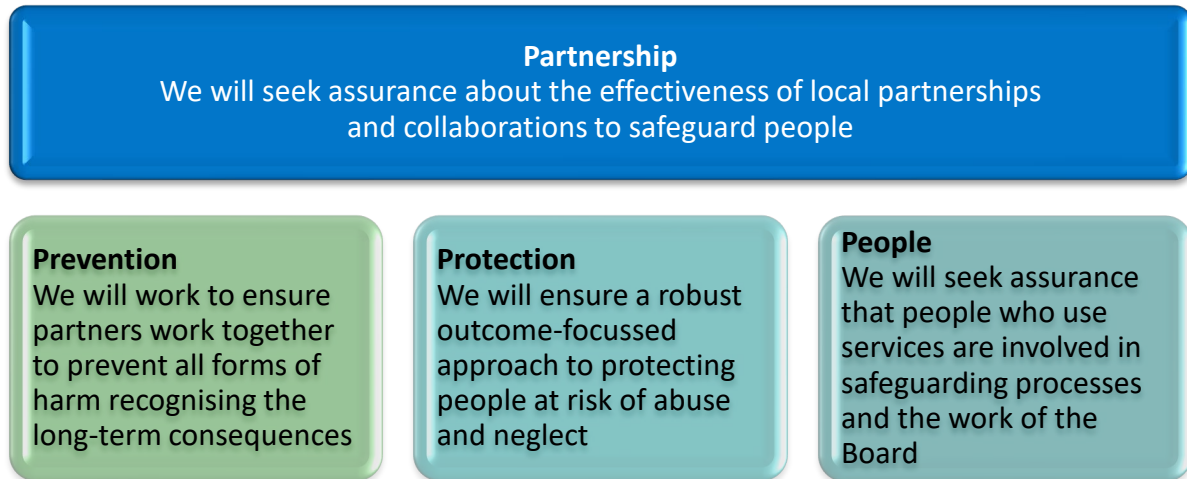 Partnership
We will seek assurance about the effectiveness of local partnerships
and collaborations to safeguard people
Prevention
We will work to ensure
partners work together
to prevent all forms of
harm recognising the
long-term consequences
Protection
We will ensure a robust
outcome-focussed
approach to protecting
people at risk of abuse
and neglect
People
We will seek assurance
that people who use
services are involved in
safeguarding processes
and the work of the
Board